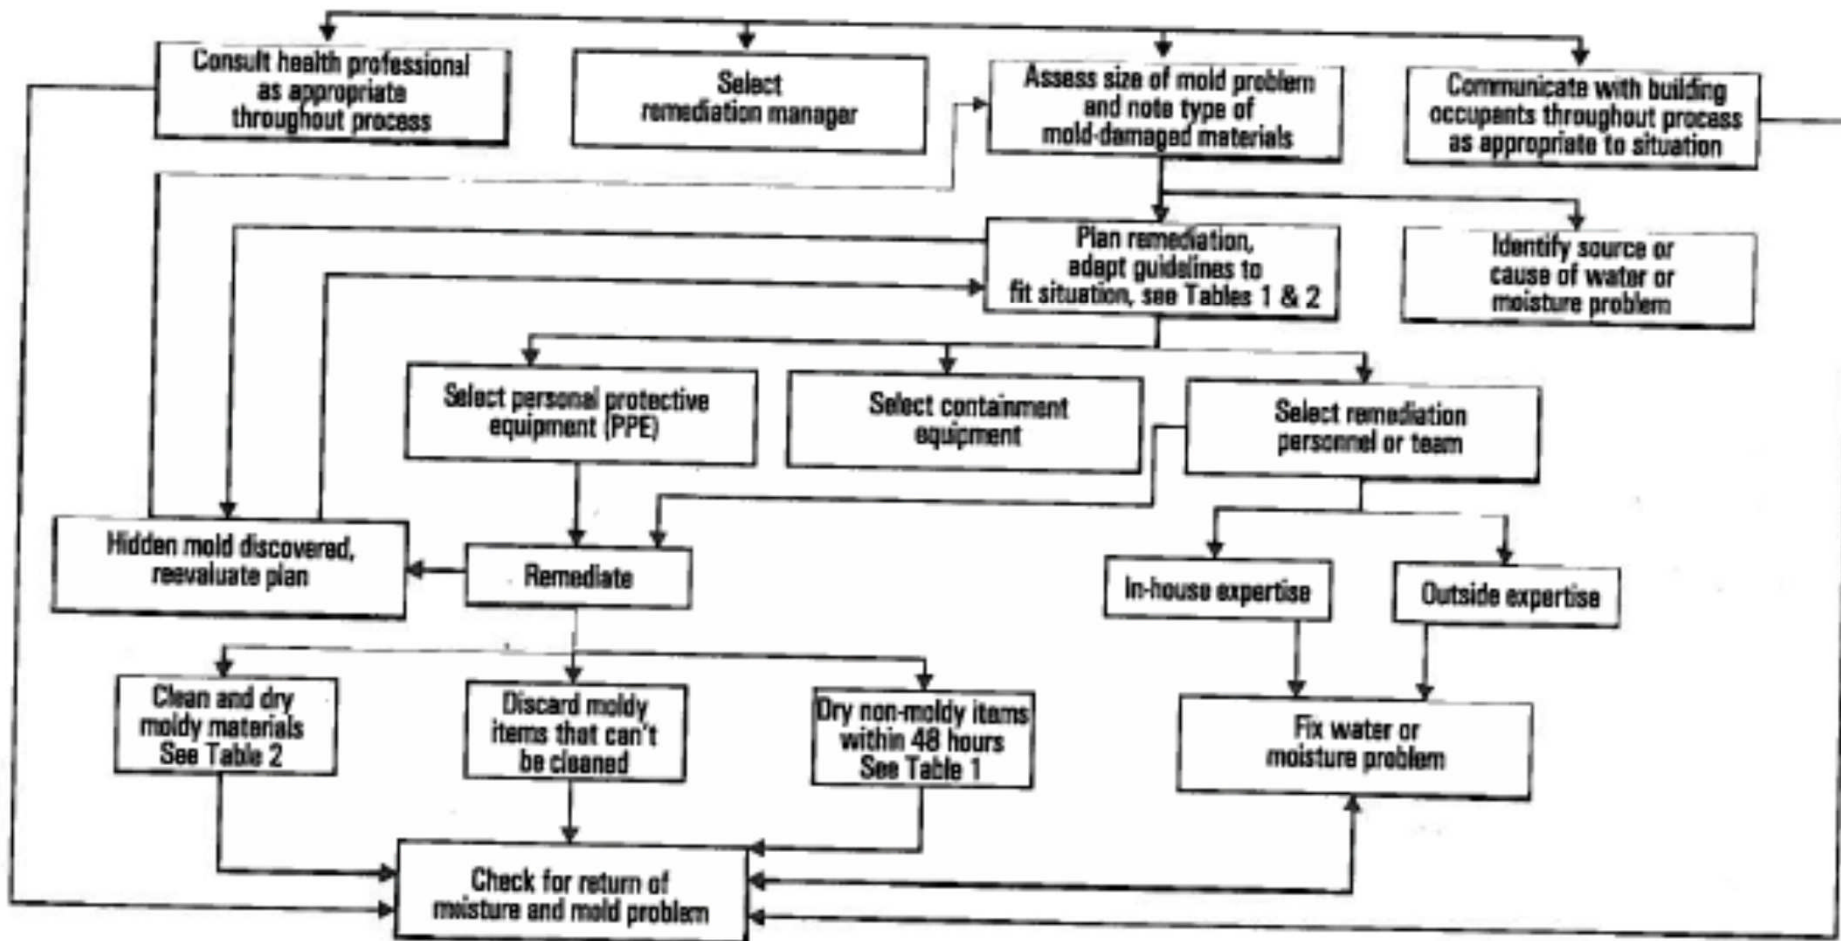 Consult health professional
as appropriate
throughout process
Select
remediation manager
Assess size of mold problem
and note type of
mold-damaged materials
Communicate with building
occupants throughout process
as appropriate to situation
Plan remediation,
adapt guidelines to
fit situation, see Tables 1 & 2
Identify source or
cause of water or
moisture problem
Select personal protective
equipment (PPE)
Select containment
equipment
Select remediation
personnel or team
Hidden mold discovered,
reevaluate plan
Remediate
In-house expertise
Outside expertise
Clean and dry
moldy materials
See Table 2
Discard moldy
items that can't
be cleaned
Dry non-moldy items
within 48 hours
See Table 1
Fix water or
moisture problem
Check for return of
moisture and mold problem